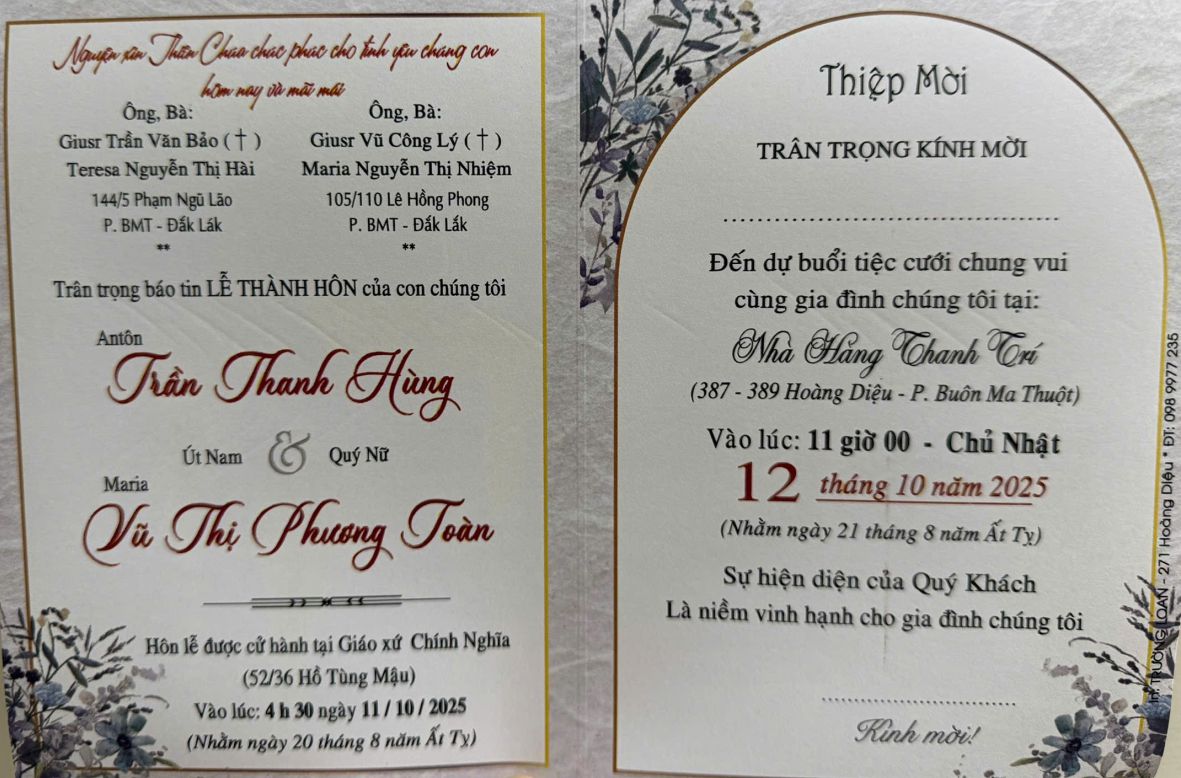 Nguyện xin Thiên Chúa chúc phúc cho tình yêu chúng con
hôm nay và mãi mãi
Ông, Bà:
Giusr Trần Văn Bảo ( † )
Teresa Nguyễn Thị Hài
144/5 Phạm Ngũ Lão
P. BMT - Đắk Lák
**
Ông, Bà:
Giusr Vũ Công Lý ( † )
Maria Nguyễn Thị Nhiệm
105/110 Lê Hồng Phong
P. BMT - Đắk Lắk
**
Trân trọng báo tin LỄ THÀNH HÔN của con chúng tôi
Antôn
Trần Thanh Hùng
Út Nam & Quý Nữ
Maria
Vũ Thị Phương Toàn
Hôn lễ được cử hành tại Giáo xứ Chính Nghĩa
(52/36 Hồ Tùng Mậu)
Vào lúc: 4 h 30 ngày 11 / 10 / 2025
(Nhằm ngày 20 tháng 8 năm Ất Tỵ)
Thiệp Mời
TRÂN TRỌNG KÍNH MỜI
Đến dự buổi tiệc cưới chung vui
cùng gia đình chúng tôi tại:
Nhà Hàng Thanh Trí
(387 - 389 Hoàng Diệu - P. Buôn Ma Thuột)
Vào lúc: 11 giờ 00 - Chủ Nhật
12 tháng 10 năm 2025
(Nhằm ngày 21 tháng 8 năm Ất Tỵ)
Sự hiện diện của Quý Khách
Là niềm vinh hạnh cho gia đình chúng tôi
Kính mời!
In: TRƯỜNG LOAN - 271 Hoàng Diệu * ĐT: 098 9977 235